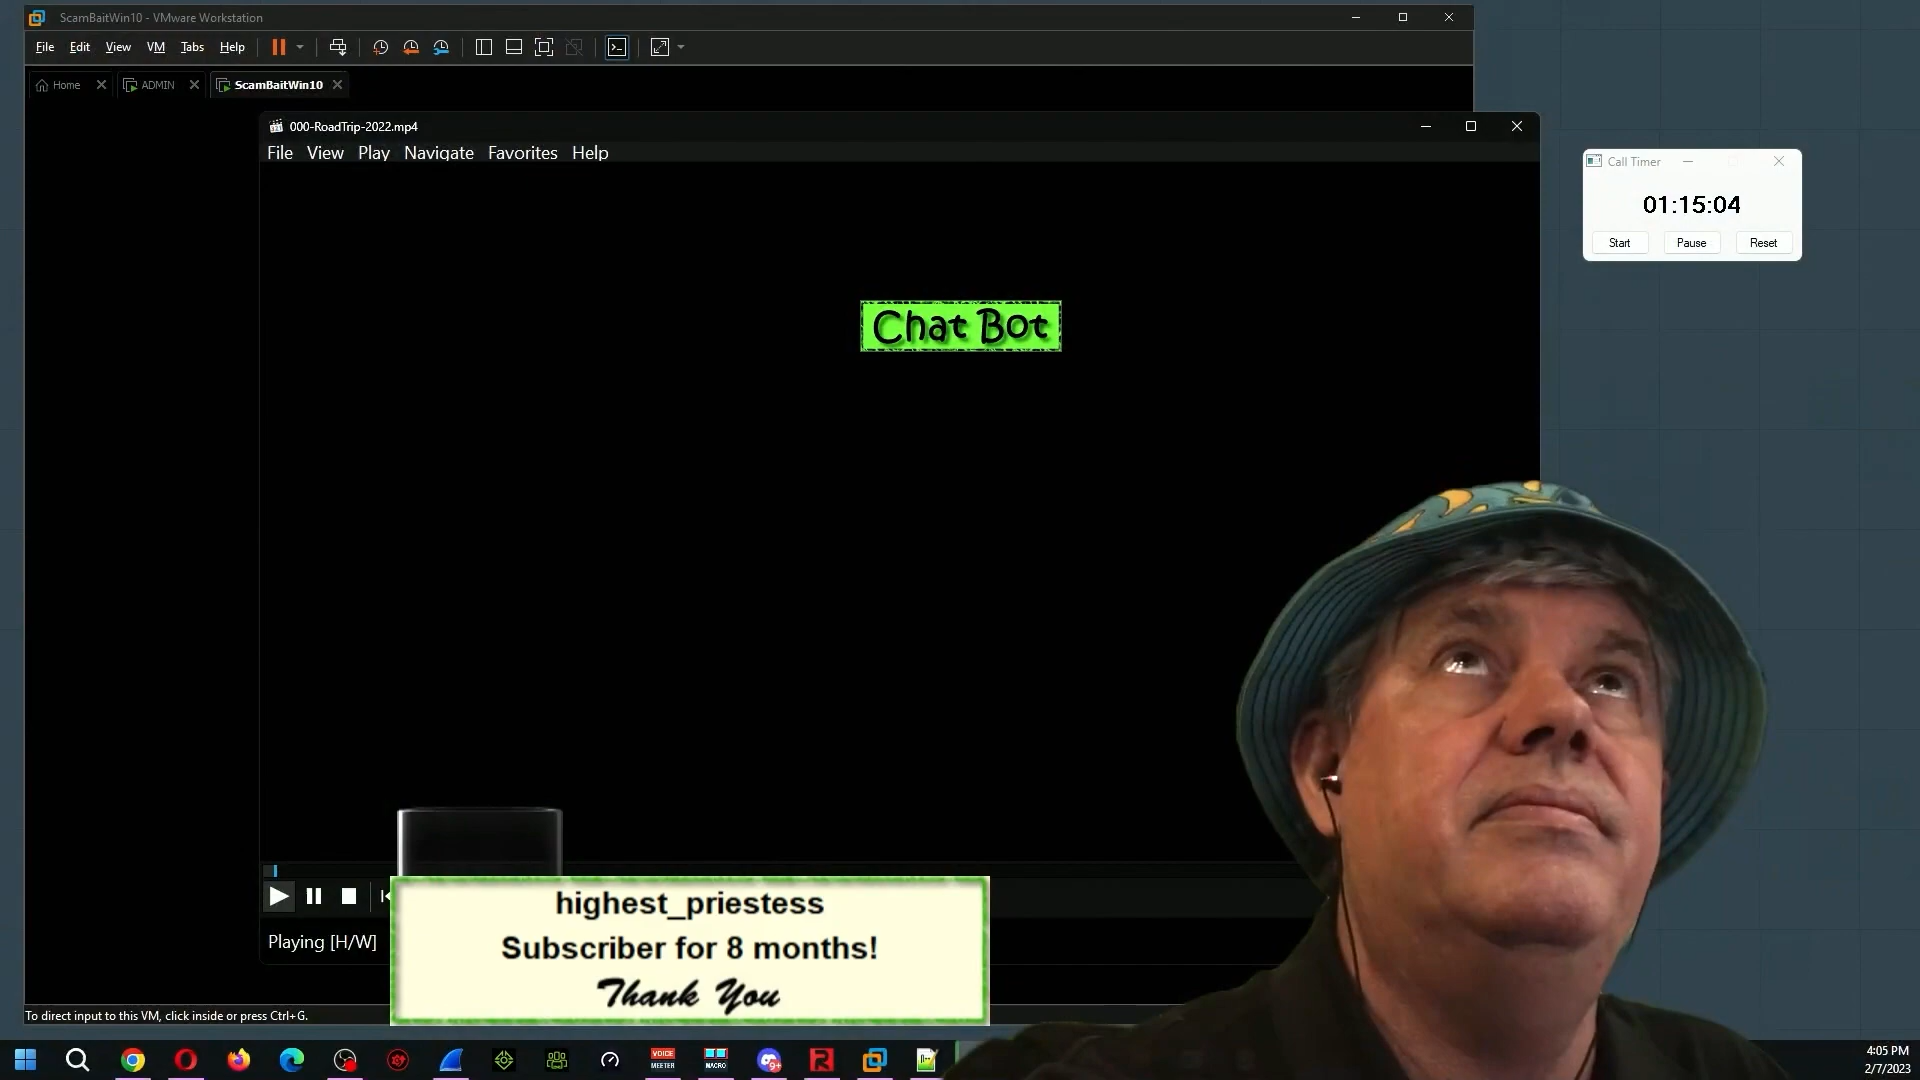 ScamBaitWin10 - VMware Workstation
File Edit View VM Tabs Help
Home ADMIN ScamBaitWin10
000-RoadTrip-2022.mp4
File View Play Navigate Favorites Help
Call Timer
01:15:04
Start Pause Reset
Chat Bot
Playing [H/W]
highest_priestess
Subscriber for 8 months!
Thank You
To direct input to this VM, click inside or press Ctrl+G.
VOICE
MEETER
MACRO
9+
4:05 PM
2/7/2023